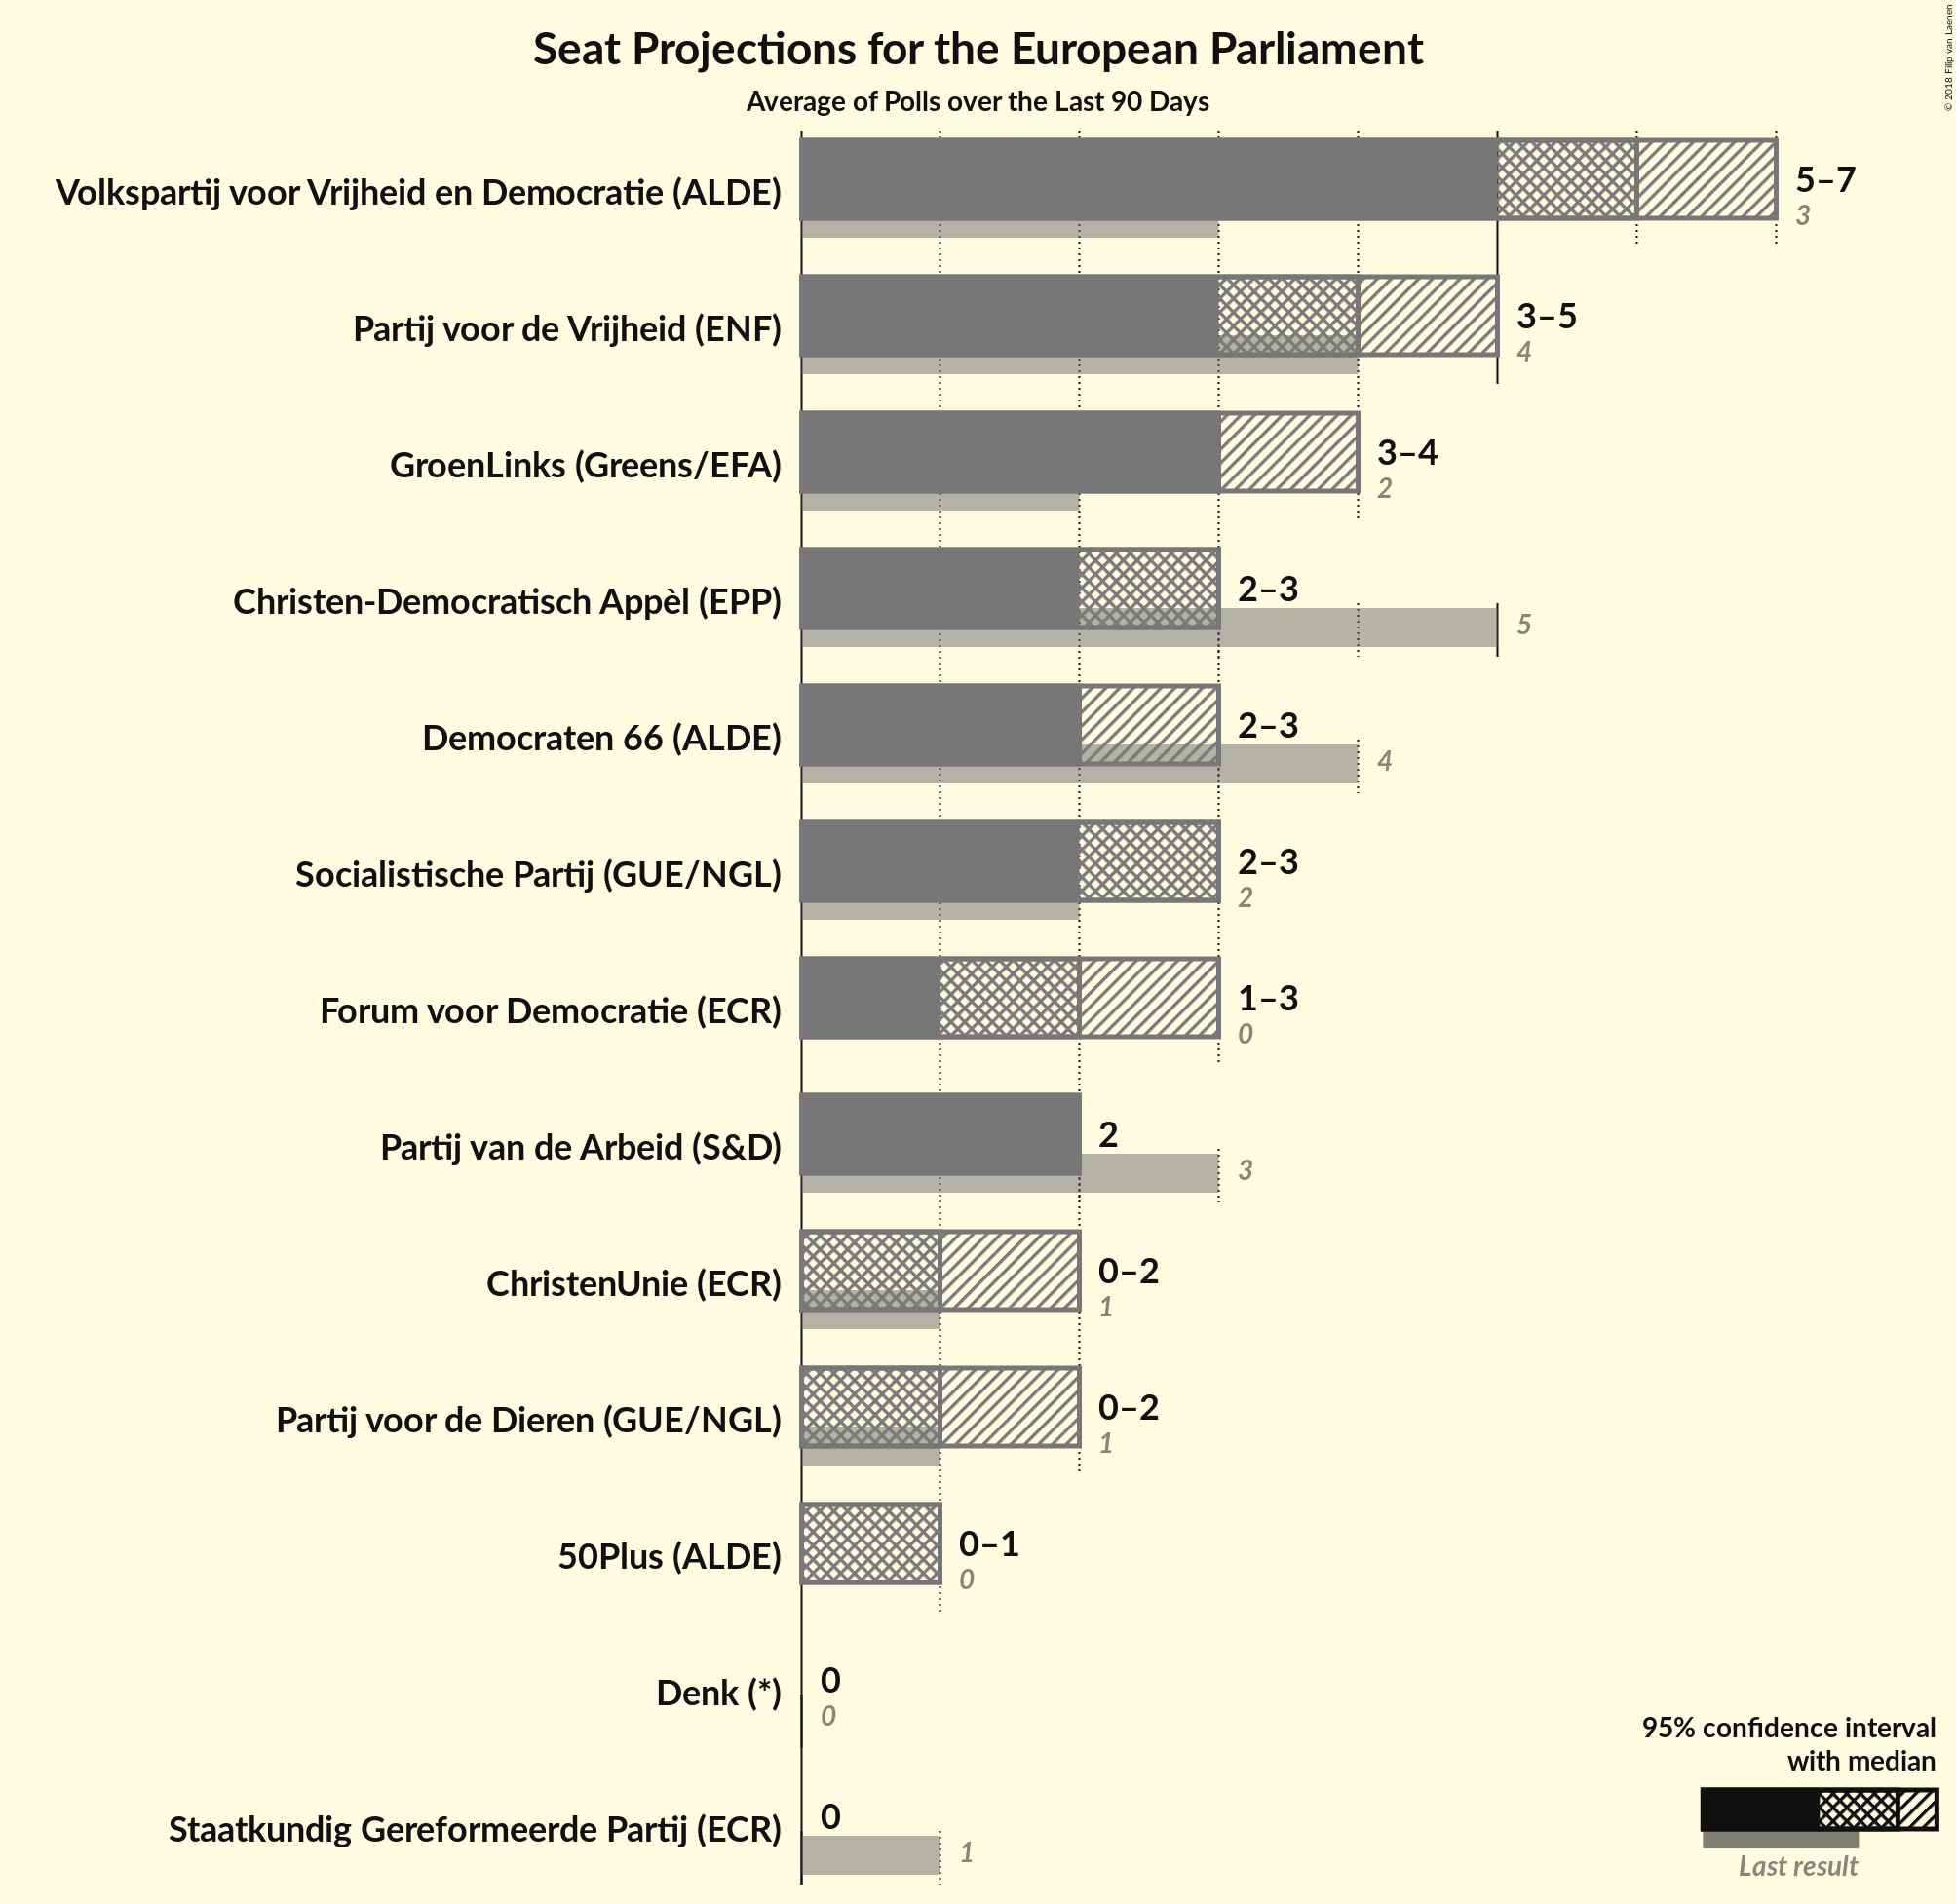 Seat Projections for the European Parliament
Average of Polls over the Last 90 Days
© 2018 Filip van Laenen
Volkspartij voor Vrijheid en Democratie (ALDE)
5–7
3
Partij voor de Vrijheid (ENF)
3–5
4
GroenLinks (Greens/EFA)
3–4
2
Christen-Democratisch Appèl (EPP)
2–3
5
Democraten 66 (ALDE)
2–3
4
Socialistische Partij (GUE/NGL)
2–3
2
Forum voor Democratie (ECR)
1–3
0
Partij van de Arbeid (S&D)
2
3
ChristenUnie (ECR)
0–2
1
Partij voor de Dieren (GUE/NGL)
0–2
1
50Plus (ALDE)
0–1
0
Denk (*)
0
0
Staatkundig Gereformeerde Partij (ECR)
0
1
95% confidence interval
with median
Last result